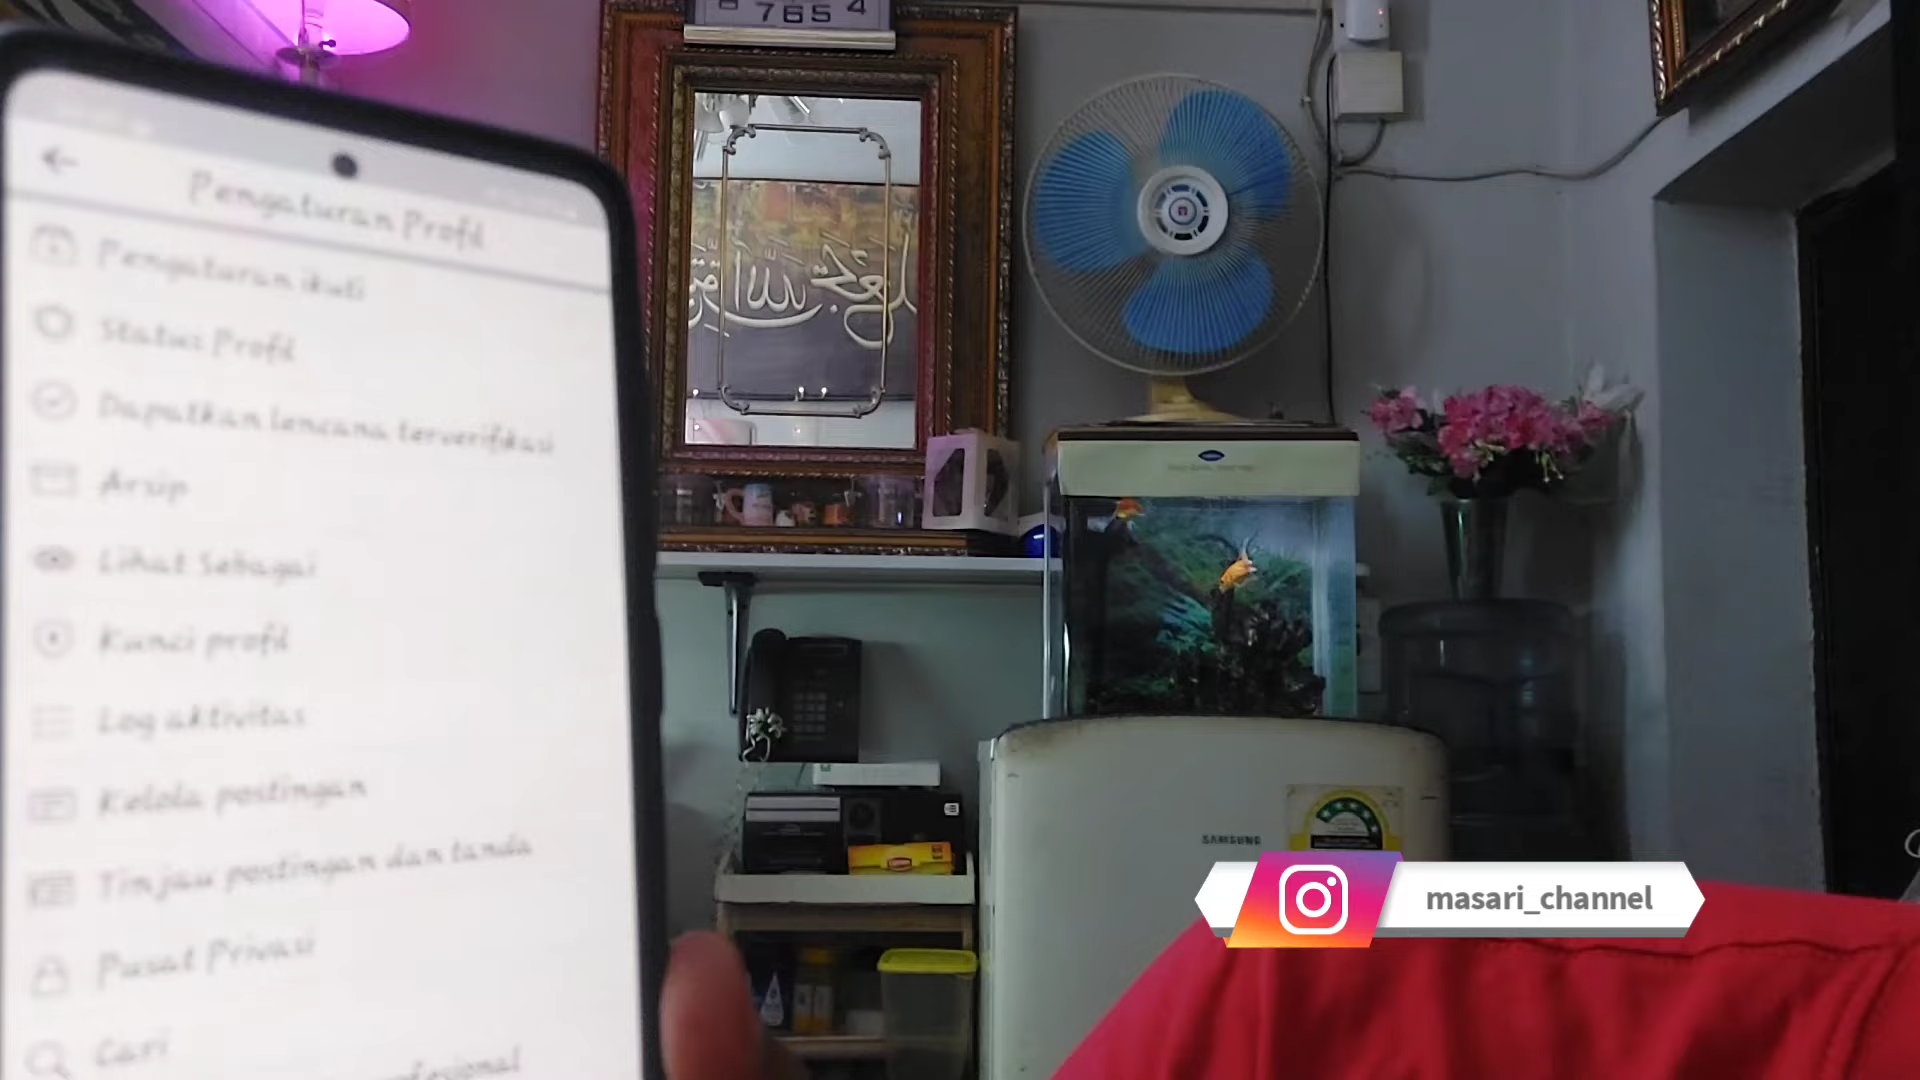 Pengaturan Profil
Pengaturan ikuti
Status Profil
Dapatkan lencana terverifikasi
Arsip
Lihat Sebagai
Kunci profil
Log aktivitas
Kelola postingan
Tinjau postingan dan tanda
Pusat Privasi
Cari
765 4
SAMSUNG
masari_channel